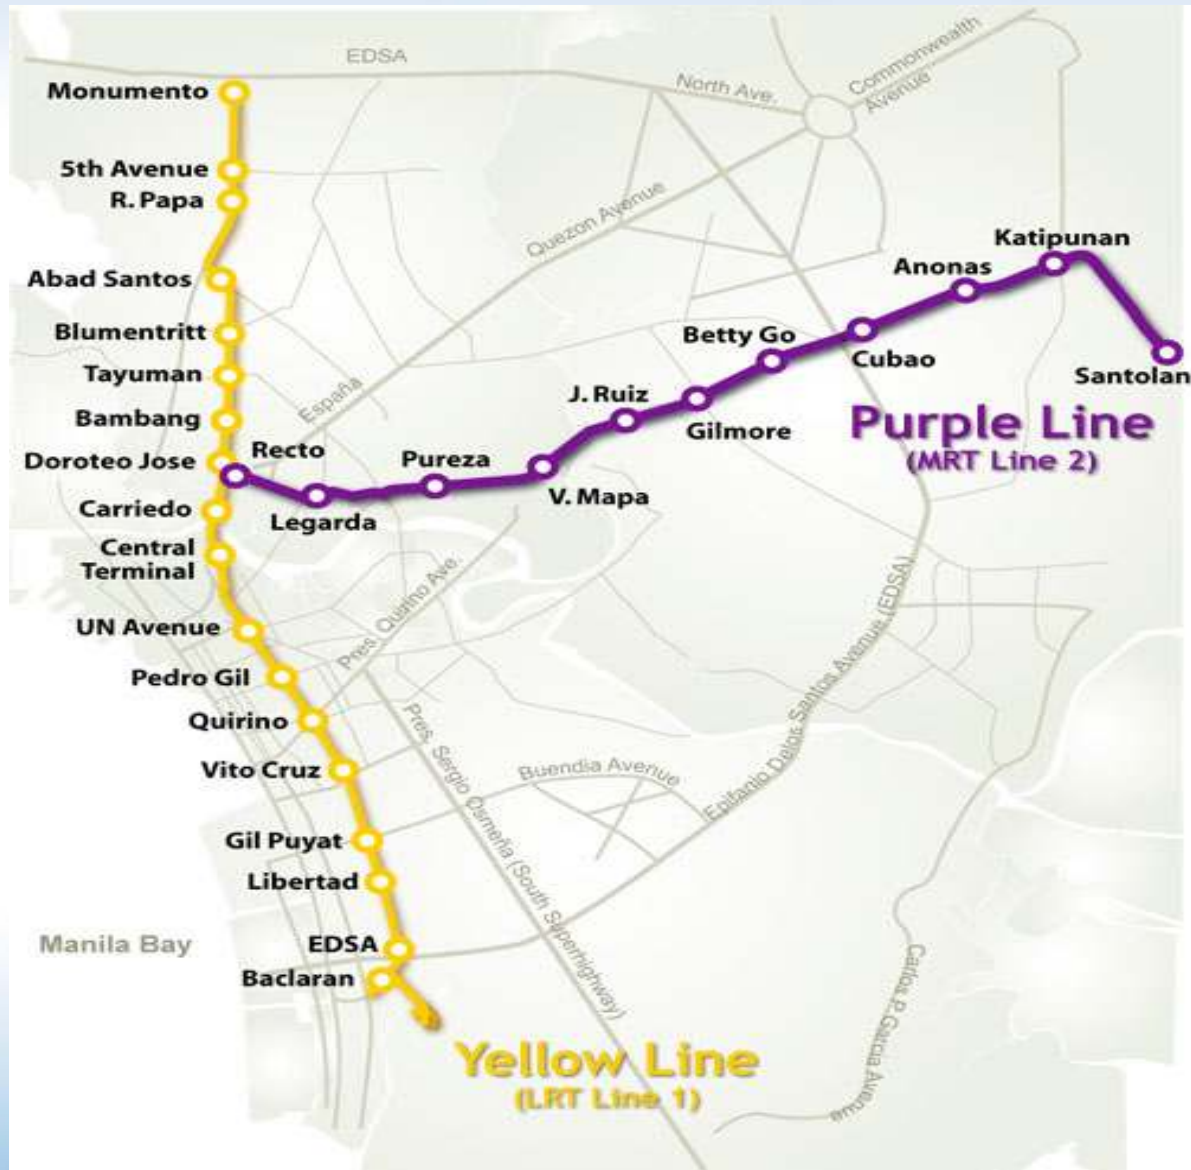 EDSA
North Ave.
Commonwealth
Avenue
Quezon Avenue
España
Monumento
5th Avenue
R. Papa
Abad Santos
Blumentritt
Tayuman
Bambang
Doroteo Jose
Carriedo
Central
Terminal
UN Avenue
Pedro Gil
Quirino
Vito Cruz
Gil Puyat
Libertad
EDSA
Baclaran
Recto
Legarda
Pureza
V. Mapa
J. Ruiz
Gilmore
Betty Go
Cubao
Anonas
Katipunan
Santolan
Purple Line
(MRT Line 2)
Pres. Quirino Ave.
Pres. Sergio Osmeña (South Superhighway)
Buendia Avenue
Epifanio Delos Santos Avenue (EDSA)
Carlos P. Garcia Avenue
Manila Bay
Yellow Line
(LRT Line 1)